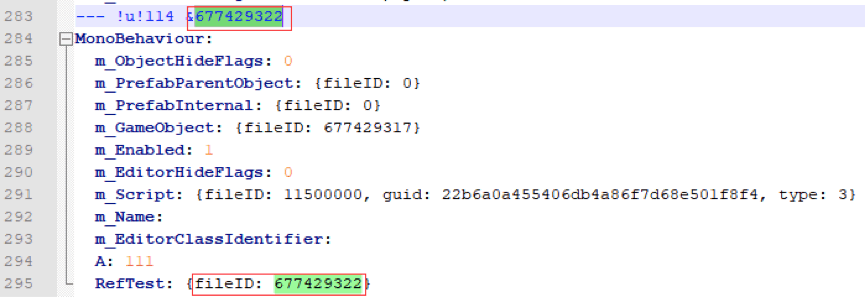 283 --- !u!114 &677429322
284 MonoBehaviour:
285 m_ObjectHideFlags: 0
286 m_PrefabParentObject: {fileID: 0}
287 m_PrefabInternal: {fileID: 0}
288 m_GameObject: {fileID: 677429317}
289 m_Enabled: 1
290 m_EditorHideFlags: 0
291 m_Script: {fileID: 11500000, guid: 22b6a0a455406db4a86f7d68e501f8f4, type: 3}
292 m_Name:
293 m_EditorClassIdentifier:
294 A: 111
295 RefTest: {fileID: 677429322}